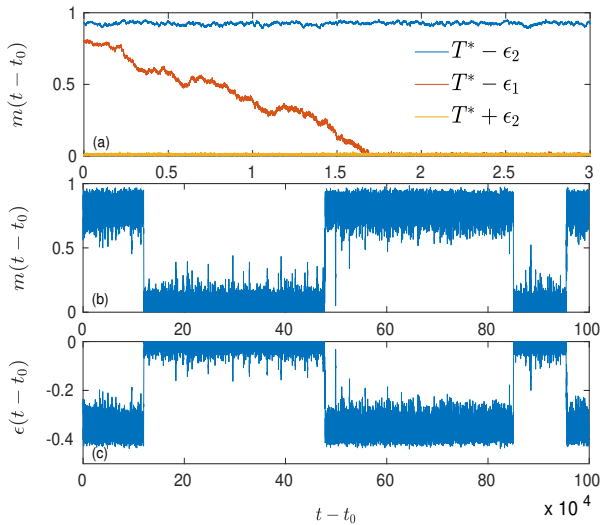 1
0.5
0
m(t − t₀)
T* − ϵ₂
T* − ϵ₁
T* + ϵ₂
(a)
0 0.5 1 1.5 2 2.5 3
1
0.5
0
m(t − t₀)
(b)
0 20 40 60 80 100
0
-0.2
-0.4
ϵ(t − t₀)
(c)
0 20 40 60 80 100
t − t₀
x 10 ⁴